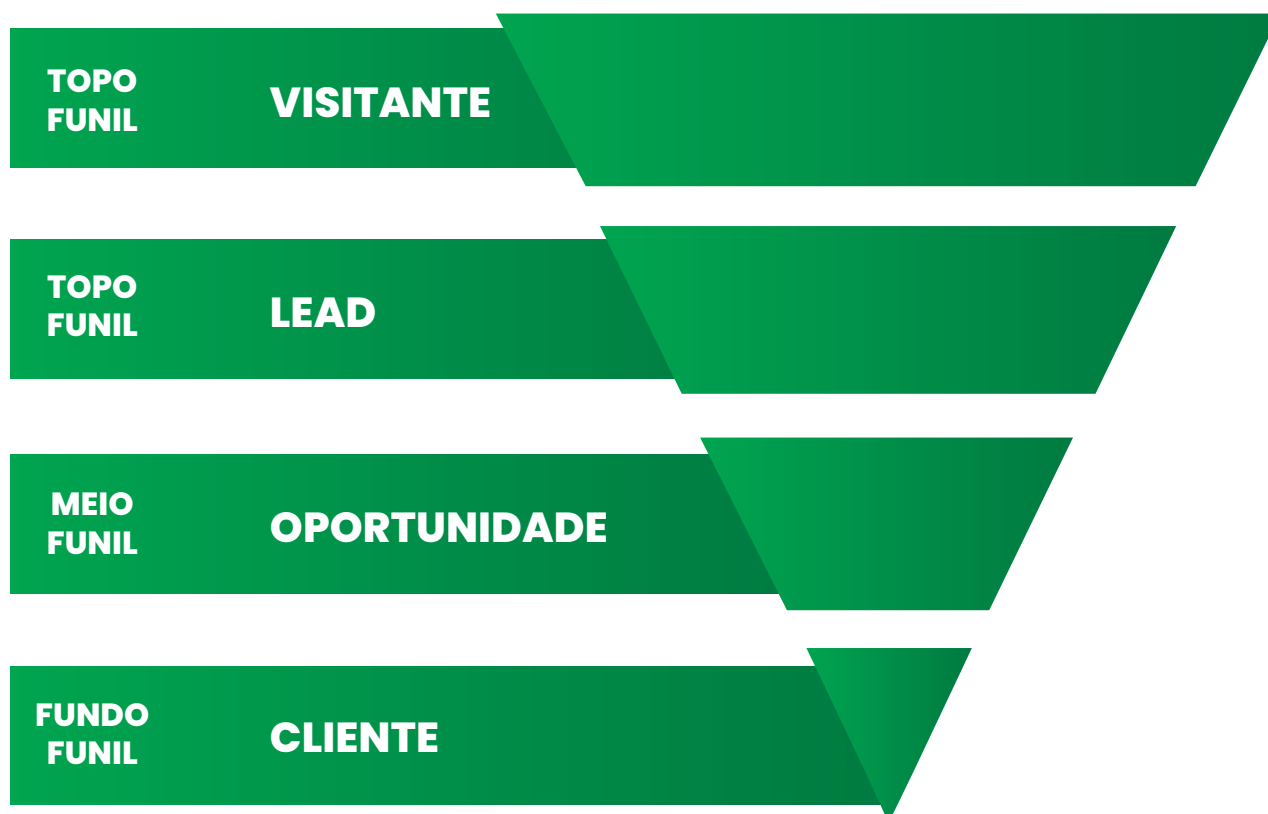 TOPO
FUNIL
VISITANTE
TOPO
FUNIL
LEAD
MEIO
FUNIL
OPORTUNIDADE
FUNDO
FUNIL
CLIENTE